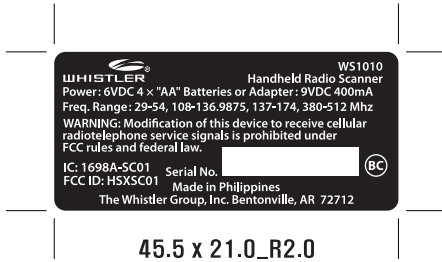 WHISTLER®
WS1010
Handheld Radio Scanner
Power: 6VDC 4 × "AA" Batteries or Adapter: 9VDC 400mA
Freq. Range: 29-54, 108-136.9875, 137-174, 380-512 Mhz
WARNING: Modification of this device to receive cellular
radiotelephone service signals is prohibited under
FCC rules and federal law.
IC: 1698A-SC01
FCC ID: HSXSC01
Serial No.
BC
Made in Philippines
The Whistler Group, Inc. Bentonville, AR 72712
45.5 x 21.0_R2.0